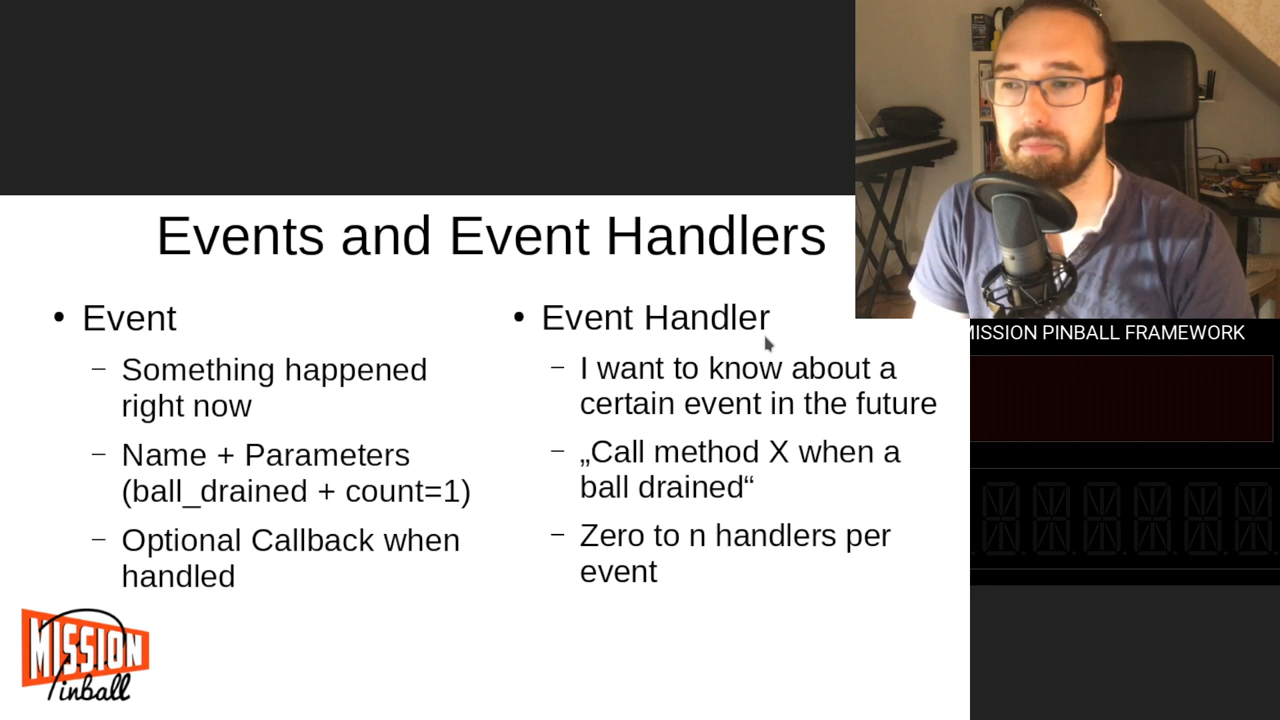 Events and Event Handlers
• Event
– Something happened
right now
– Name + Parameters
(ball_drained + count=1)
– Optional Callback when
handled
• Event Handler
– I want to know about a
certain event in the future
– „Call method X when a
ball drained“
– Zero to n handlers per
event
MISSION PINBALL FRAMEWORK
MISSION
Pinball